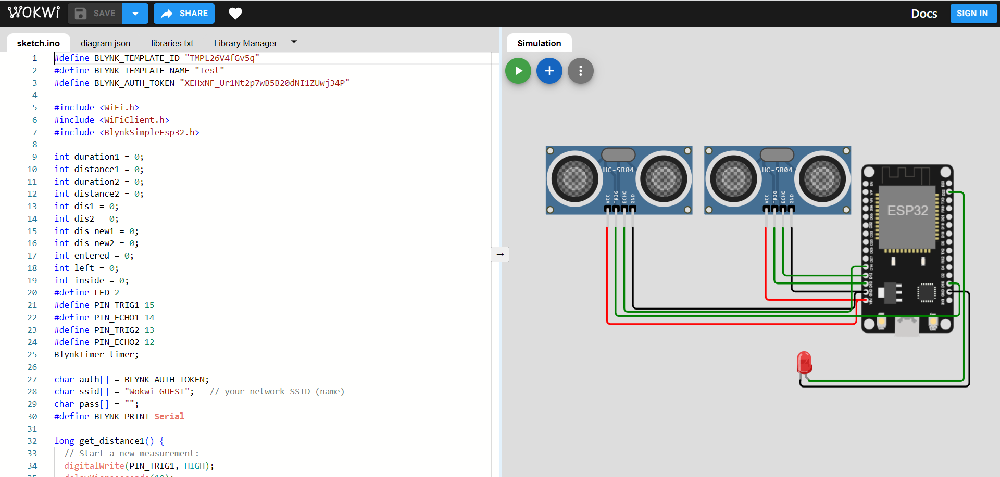 WOKWi
SAVE
SHARE
Docs
SIGN IN
sketch.ino
diagram.json
libraries.txt
Library Manager
1 #define BLYNK_TEMPLATE_ID "TMPL26V4fGv5q"
2 #define BLYNK_TEMPLATE_NAME "Test"
3 #define BLYNK_AUTH_TOKEN "XEHxNF_Ur1Nt2p7wB5B20dNI1ZUwj34P"
4
5 #include <WiFi.h>
6 #include <WiFiClient.h>
7 #include <BlynkSimpleEsp32.h>
8
9 int duration1 = 0;
10 int distance1 = 0;
11 int duration2 = 0;
12 int distance2 = 0;
13 int dis1 = 0;
14 int dis2 = 0;
15 int dis_new1 = 0;
16 int dis_new2 = 0;
17 int entered = 0;
18 int left = 0;
19 int inside = 0;
20 #define LED 2
21 #define PIN_TRIG1 15
22 #define PIN_ECHO1 14
23 #define PIN_TRIG2 13
24 #define PIN_ECHO2 12
25 BlynkTimer timer;
26
27 char auth[] = BLYNK_AUTH_TOKEN;
28 char ssid[] = "Wokwi-GUEST";   // your network SSID (name)
29 char pass[] = "";
30 #define BLYNK_PRINT Serial
31
32 long get_distance1() {
33 // Start a new measurement:
34 digitalWrite(PIN_TRIG1, HIGH);
Simulation
HC-SR04
VCC
TRIG
ECHO
GND
HC-SR04
VCC
TRIG
ECHO
GND
ESP32